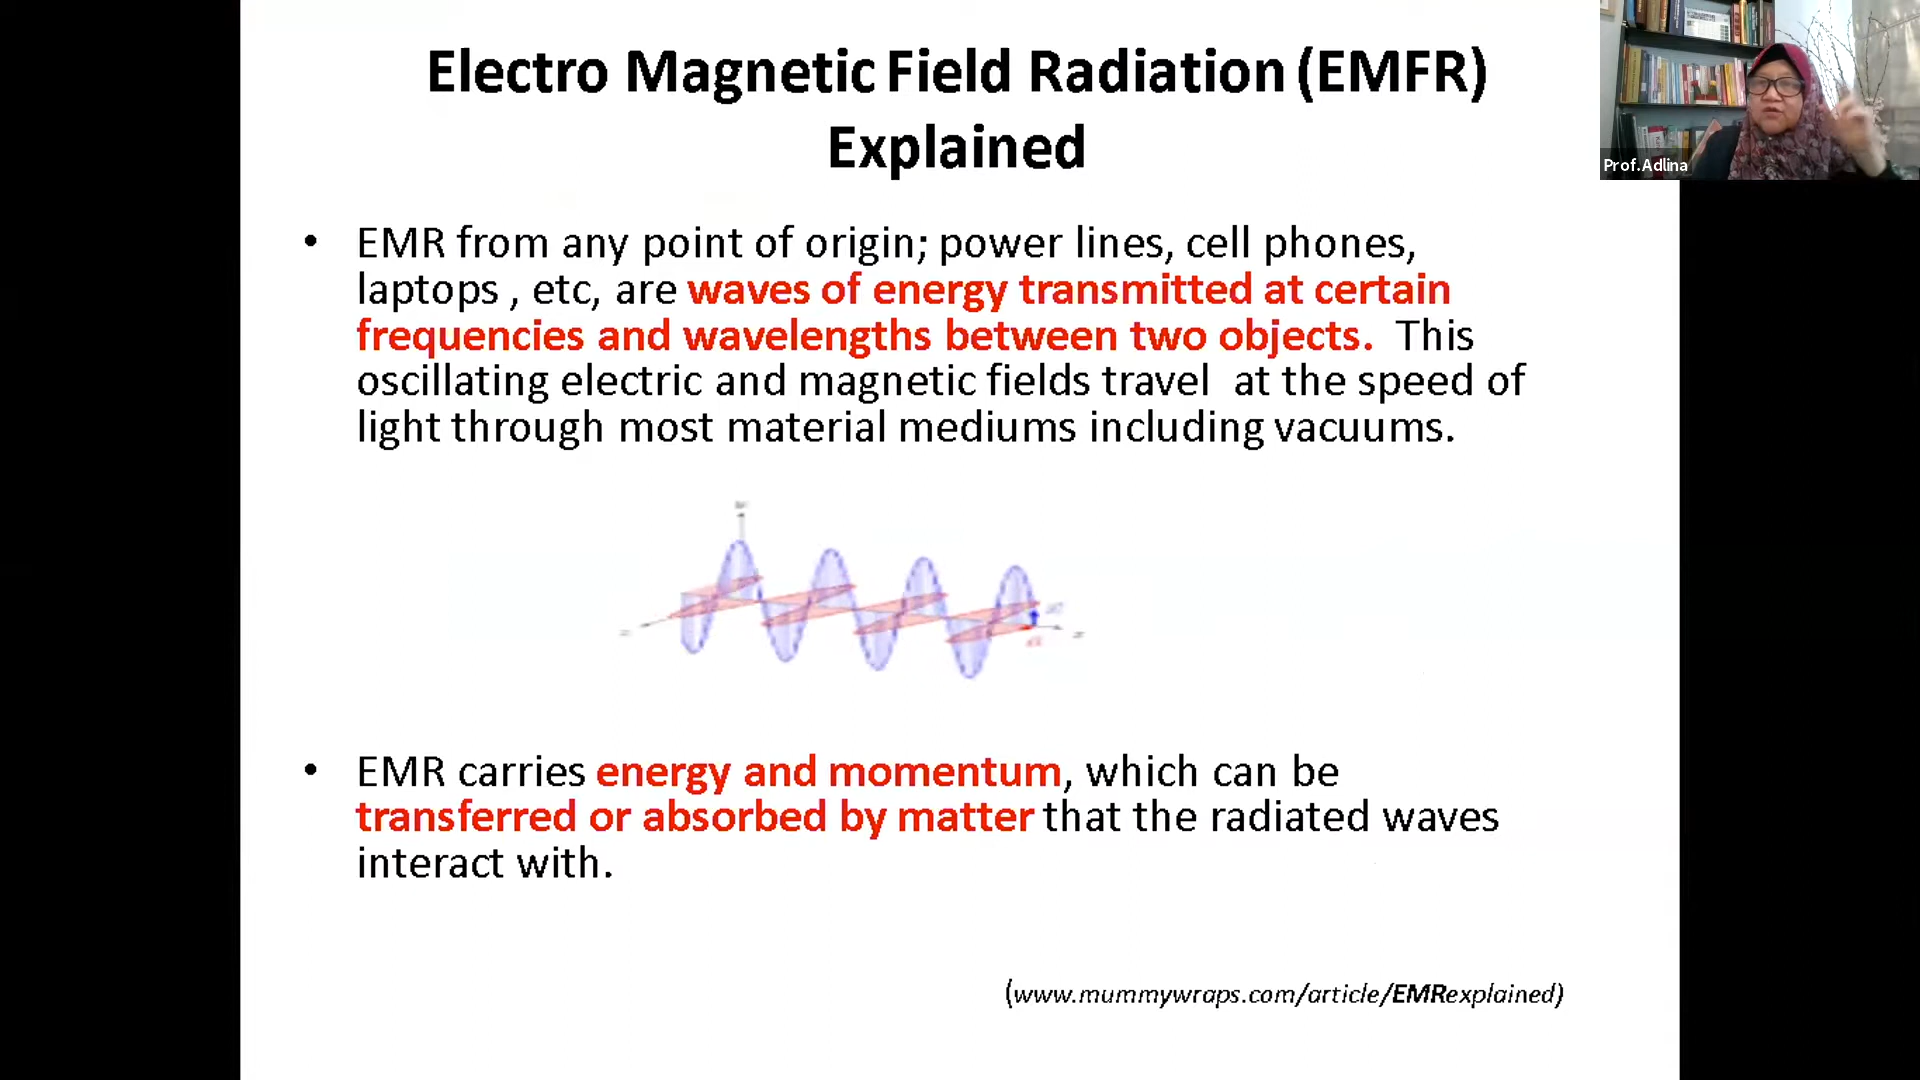 Electro Magnetic Field Radiation (EMFR)
Explained
Prof.Adlina
• EMR from any point of origin; power lines, cell phones,
laptops , etc, are waves of energy transmitted at certain
frequencies and wavelengths between two objects. This
oscillating electric and magnetic fields travel at the speed of
light through most material mediums including vacuums.
• EMR carries energy and momentum, which can be
transferred or absorbed by matter that the radiated waves
interact with.
(www.mummywraps.com/article/EMRexplained)